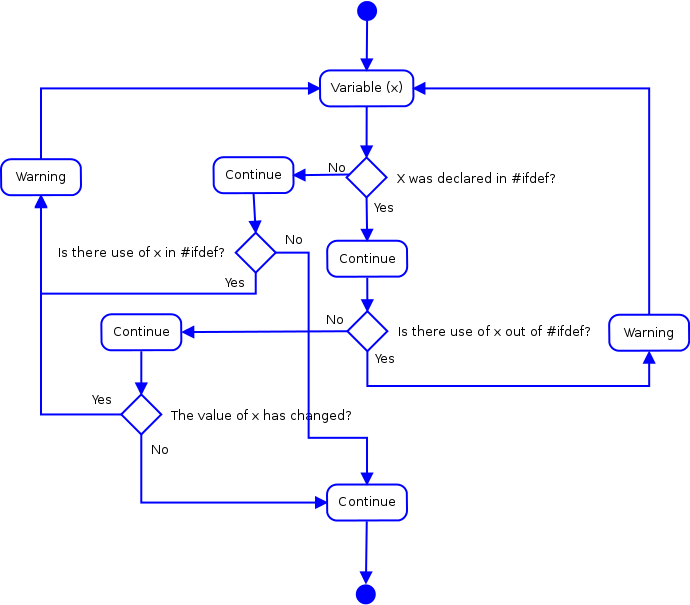 Variable (x)
No
X was declared in #ifdef?
Continue
Warning
Yes
No
Is there use of x in #ifdef?
Continue
Yes
No
Continue
Is there use of x out of #ifdef?
Warning
Yes
Yes
The value of x has changed?
No
Continue